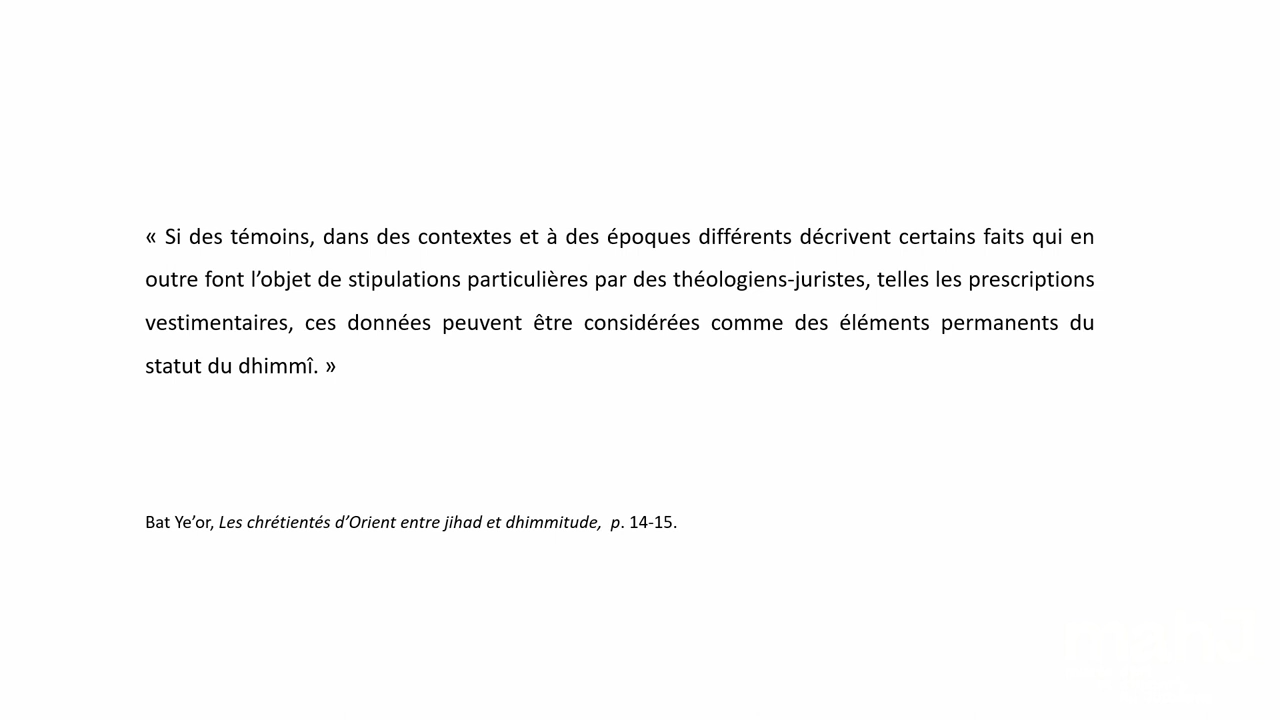 « Si des témoins, dans des contextes et à des époques différents décrivent certains faits qui en
outre font l’objet de stipulations particulières par des théologiens-juristes, telles les prescriptions
vestimentaires, ces données peuvent être considérées comme des éléments permanents du
statut du dhimmî. »
Bat Ye’or, Les chrétientés d’Orient entre jihad et dhimmitude, p. 14-15.